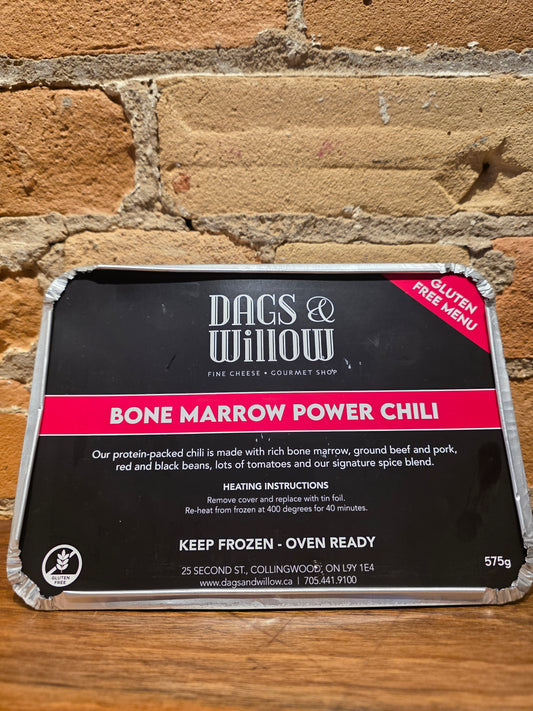 GLUTEN
FREE MENU
DAGS &
Willow
FINE CHEESE • GOURMET SHOP
BONE MARROW POWER CHILI
Our protein-packed chili is made with rich bone marrow, ground beef and pork,
red and black beans, lots of tomatoes and our signature spice blend.
HEATING INSTRUCTIONS
Remove cover and replace with tin foil.
Re-heat from frozen at 400 degrees for 40 minutes.
KEEP FROZEN - OVEN READY
GLUTEN
FREE
575g
25 SECOND ST., COLLINGWOOD, ON L9Y 1E4
www.dagsandwillow.ca | 705.441.9100